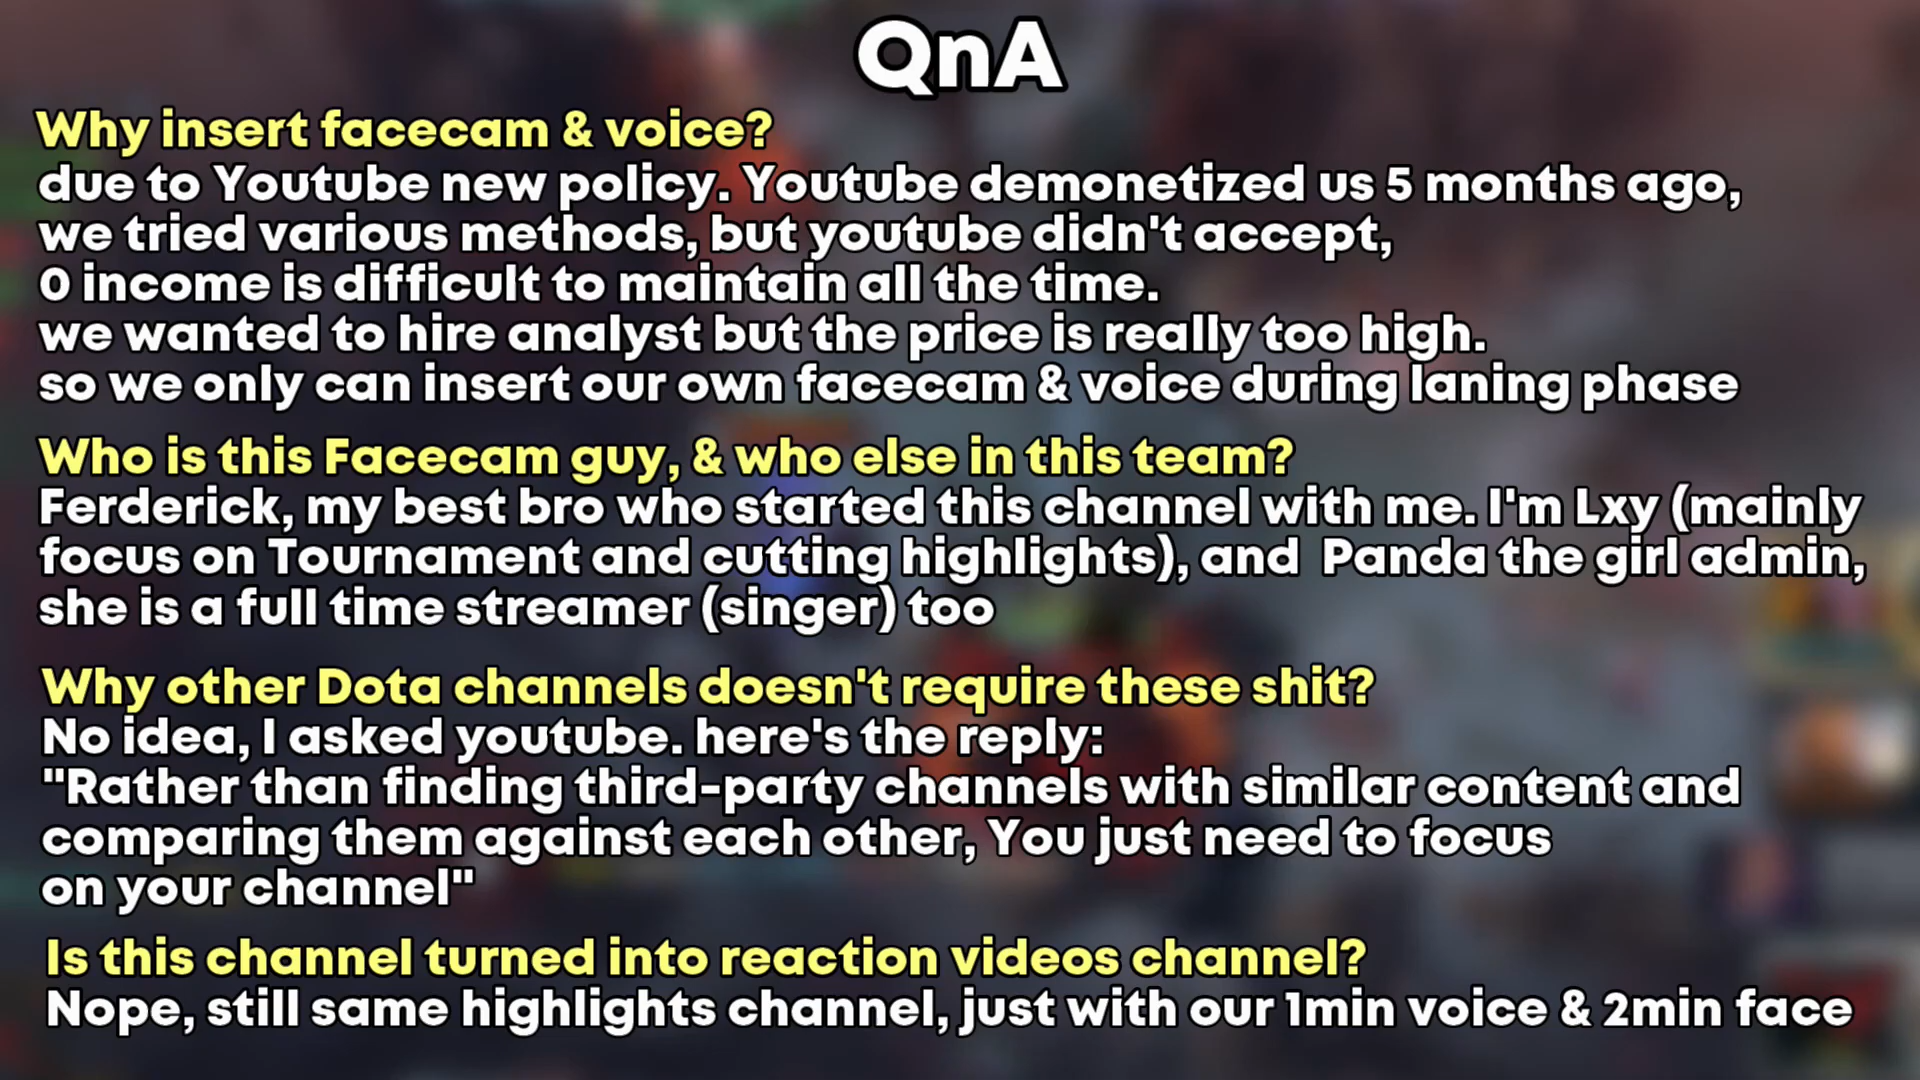 QnA
Why insert facecam & voice?
due to Youtube new policy. Youtube demonetized us 5 months ago,
we tried various methods, but youtube didn't accept,
0 income is difficult to maintain all the time.
we wanted to hire analyst but the price is really too high.
so we only can insert our own facecam & voice during laning phase
Who is this Facecam guy, & who else in this team?
Ferderick, my best bro who started this channel with me. I'm Lxy (mainly
focus on Tournament and cutting highlights), and  Panda the girl admin,
she is a full time streamer (singer) too
Why other Dota channels doesn't require these shit?
No idea, I asked youtube. here's the reply:
"Rather than finding third-party channels with similar content and
comparing them against each other, You just need to focus
on your channel"
Is this channel turned into reaction videos channel?
Nope, still same highlights channel, just with our 1min voice & 2min face